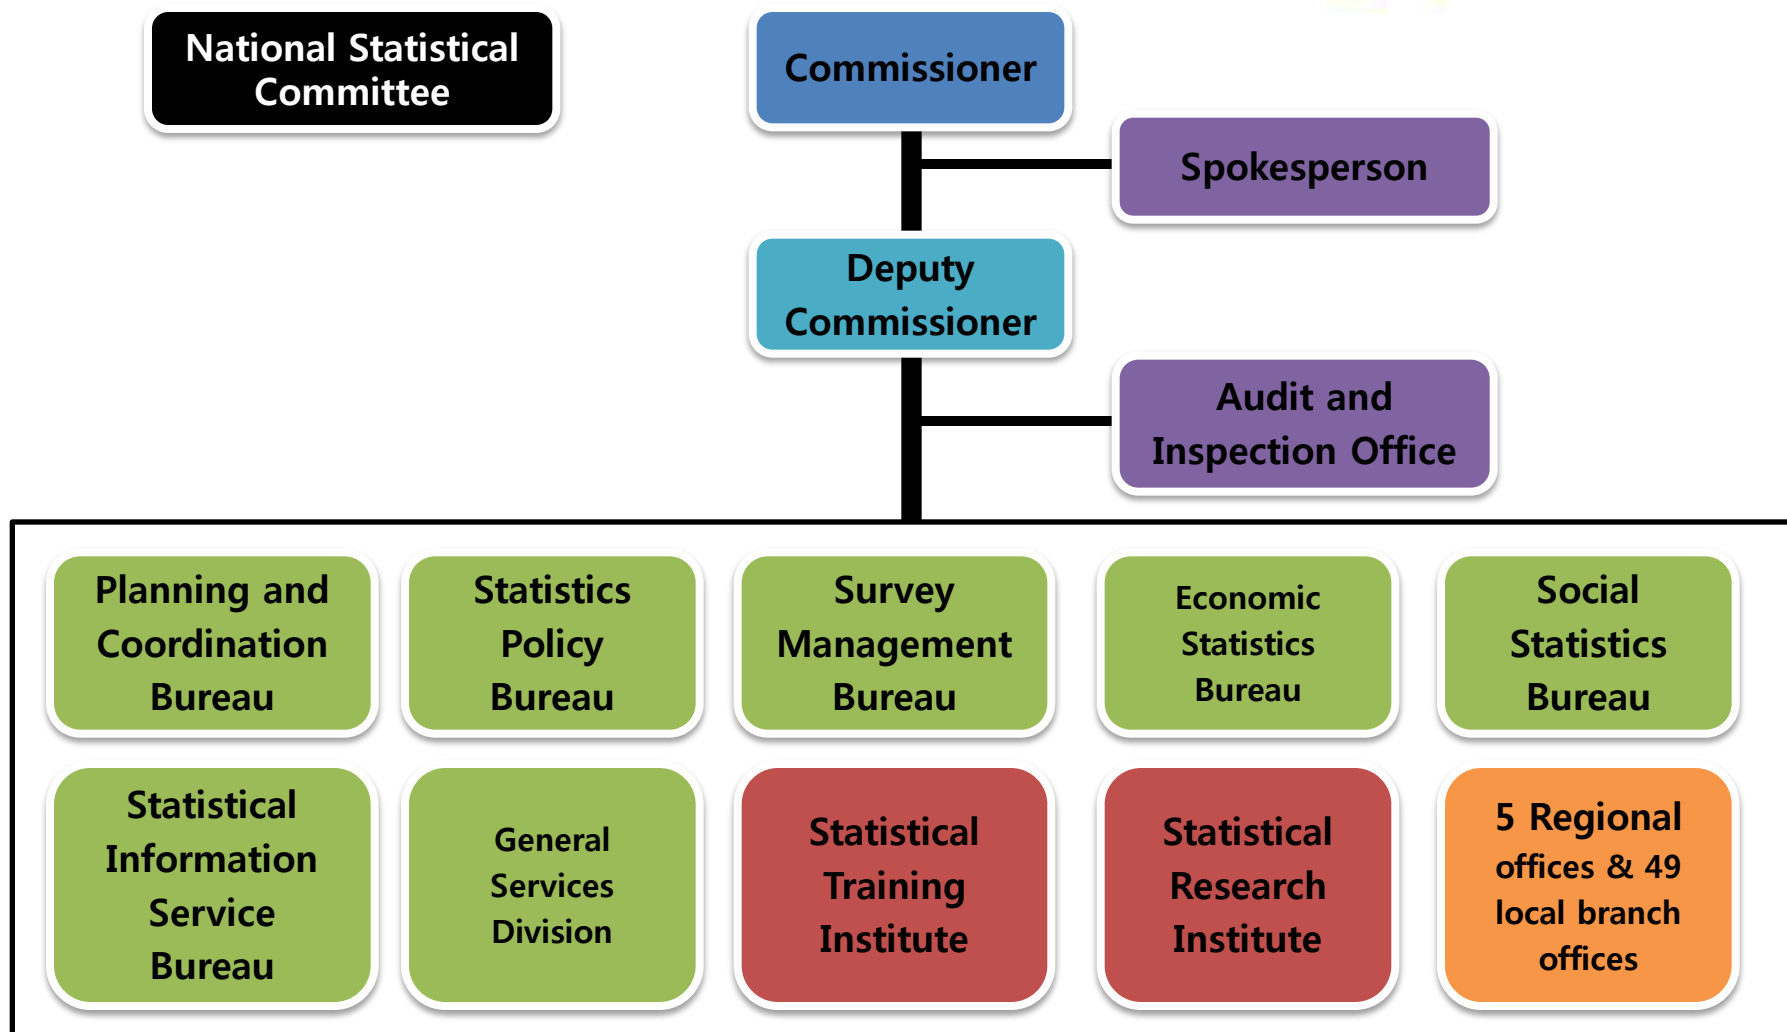 National Statistical
Committee
Commissioner
Spokesperson
Deputy
Commissioner
Audit and
Inspection Office
Planning and
Coordination
Bureau
Statistics
Policy
Bureau
Survey
Management
Bureau
Economic
Statistics
Bureau
Social
Statistics
Bureau
Statistical
Information
Service
Bureau
General
Services
Division
Statistical
Training
Institute
Statistical
Research
Institute
5 Regional
offices & 49
local branch
offices